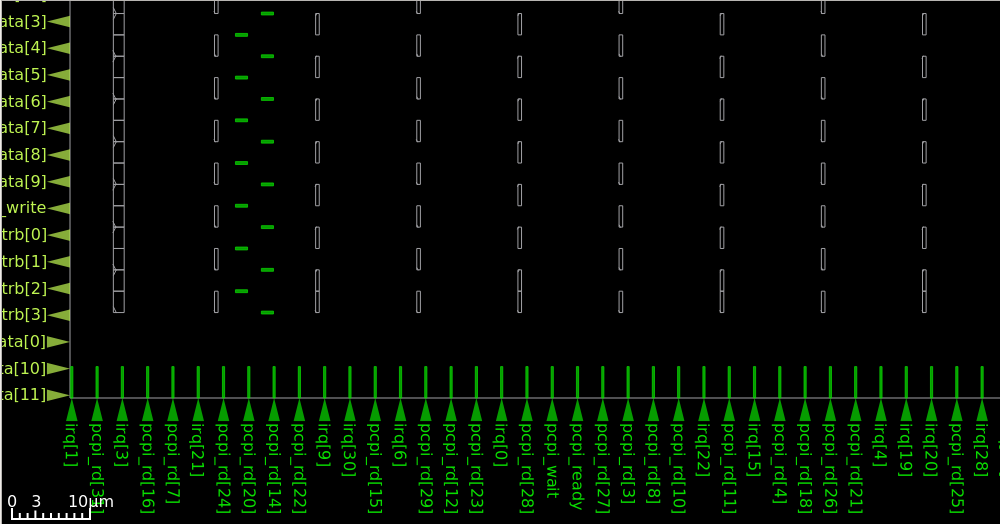 ata[3]
ata[4]
ata[5]
ata[6]
ata[7]
ata[8]
ata[9]
_write
trb[0]
trb[1]
trb[2]
trb[3]
ata[0]
ta[10]
ta[11]
irq[1]
irq[3]
pcpi_rd[16]
pcpi_rd[7]
irq[21]
pcpi_rd[24]
pcpi_rd[20]
pcpi_rd[14]
pcpi_rd[22]
irq[9]
irq[30]
pcpi_rd[15]
irq[6]
pcpi_rd[29]
pcpi_rd[12]
pcpi_rd[23]
irq[0]
pcpi_rd[28]
pcpi_wait
pcpi_ready
pcpi_rd[27]
pcpi_rd[3]
pcpi_rd[8]
pcpi_rd[10]
irq[22]
pcpi_rd[11]
irq[15]
pcpi_rd[4]
pcpi_rd[18]
pcpi_rd[26]
pcpi_rd[21]
irq[4]
irq[19]
irq[20]
pcpi_rd[25]
irq[28]
0 3 10μm